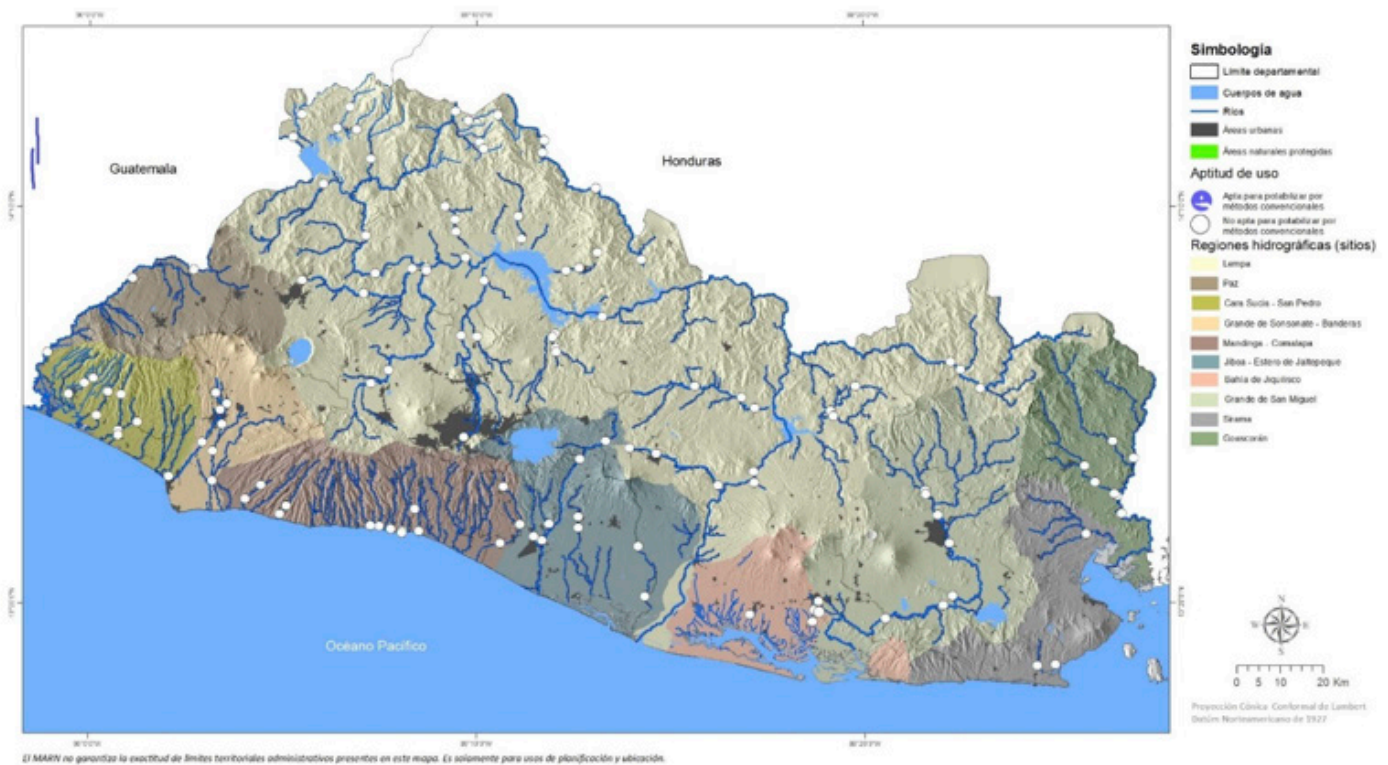 Guatemala
Honduras
Océano Pacífico
Simbología
Límite departamental
Cuerpos de agua
Ríos
Áreas urbanas
Áreas naturales protegidas
Aptitud de uso
Apta para potabilizar por
métodos convencionales
No apta para potabilizar por
métodos convencionales
Regiones hidrográficas (sitios)
Lempa
Paz
Cara Sucia - San Pedro
Grande de Sonsonate - Banderas
Mandinga - Comalapa
Jiboa - Estero de Jaltepeque
Bahía de Jiquilisco
Grande de San Miguel
Sirama
Goascorán
N
W
E
S
0 5 10 20 Km
Proyección Cónica Conformal de Lambert
Datúm Norteamericano de 1927
El MARN no garantiza la exactitud de límites territoriales administrativos presentes en este mapa. Es solamente para usos de planificación y ubicación.